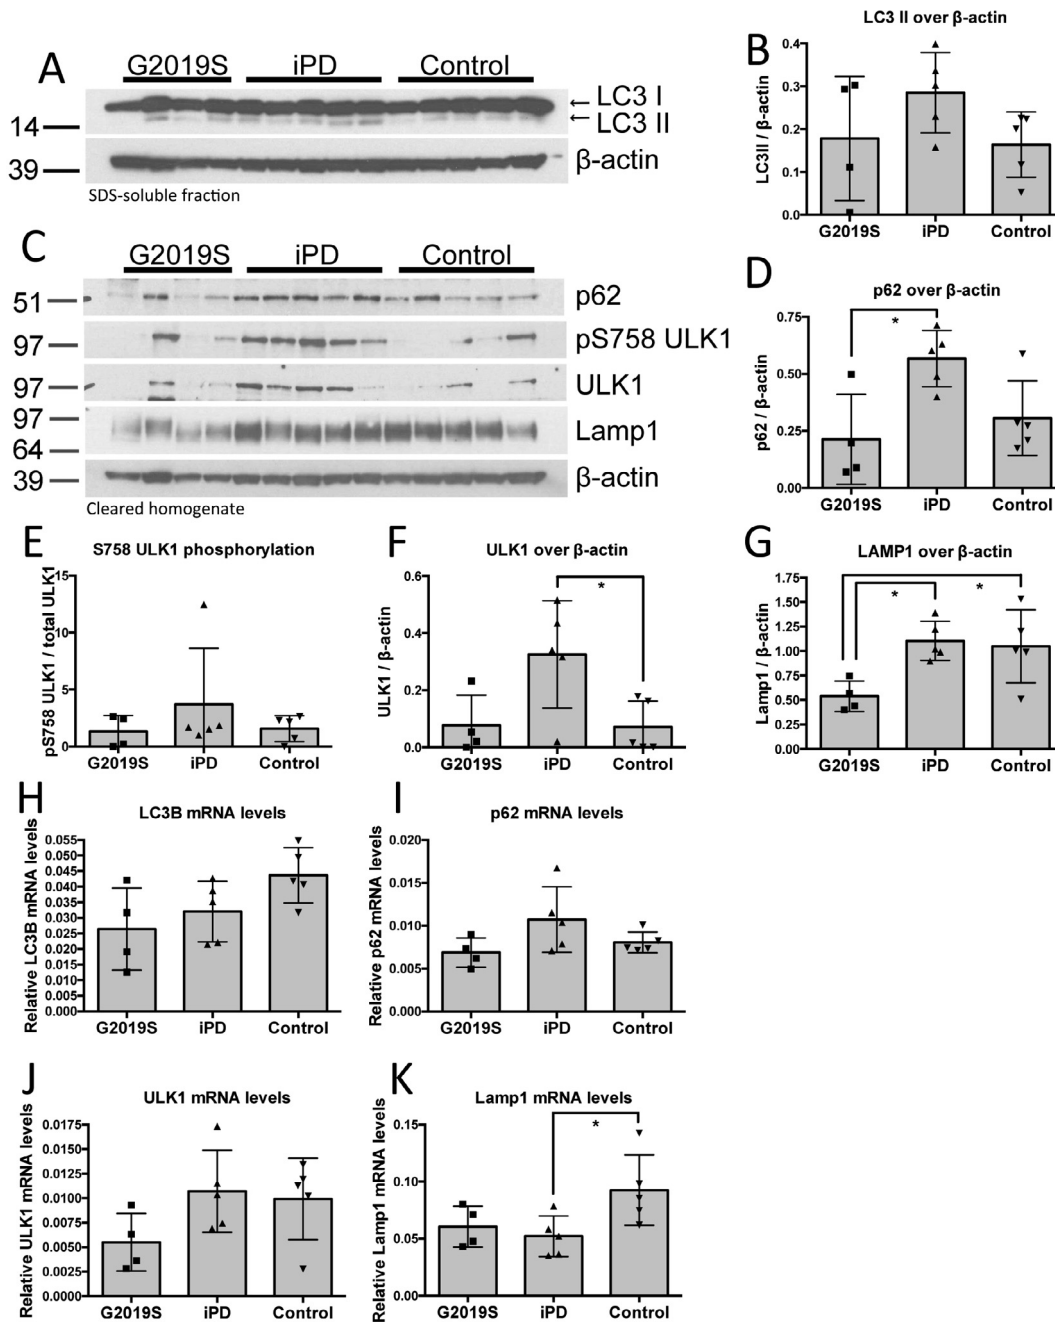 A
G2019S iPD Control
← LC3 I
← LC3 II
14
39
β-actin
SDS-soluble fraction
B
LC3 II over β-actin
LC3II / β-actin
0.4
0.3
0.2
0.1
0.0
G2019S iPD Control
C
G2019S iPD Control
51
p62
97
pS758 ULK1
97
ULK1
97
Lamp1
64
39
β-actin
Cleared homogenate
D
p62 over β-actin
p62 / β-actin
0.75
0.50
0.25
0.00
*
G2019S iPD Control
E
S758 ULK1 phosphorylation
pS758 ULK1 / total ULK1
15
10
5
0
G2019S iPD Control
F
ULK1 over β-actin
ULK1 / β-actin
0.6
0.4
0.2
0.0
*
G2019S iPD Control
G
LAMP1 over β-actin
Lamp1 / β-actin
1.75
1.50
1.25
1.00
0.75
0.50
0.25
0.00
* *
G2019S iPD Control
H
LC3B mRNA levels
Relative LC3B mRNA levels
0.055
0.050
0.045
0.040
0.035
0.030
0.025
0.020
0.015
0.010
0.005
0.000
G2019S iPD Control
I
p62 mRNA levels
Relative p62 mRNA levels
0.020
0.015
0.010
0.005
0.000
G2019S iPD Control
J
ULK1 mRNA levels
Relative ULK1 mRNA levels
0.0175
0.0150
0.0125
0.0100
0.0075
0.0050
0.0025
0.0000
G2019S iPD Control
K
Lamp1 mRNA levels
Relative Lamp1 mRNA levels
0.15
0.10
0.05
0.00
*
G2019S iPD Control